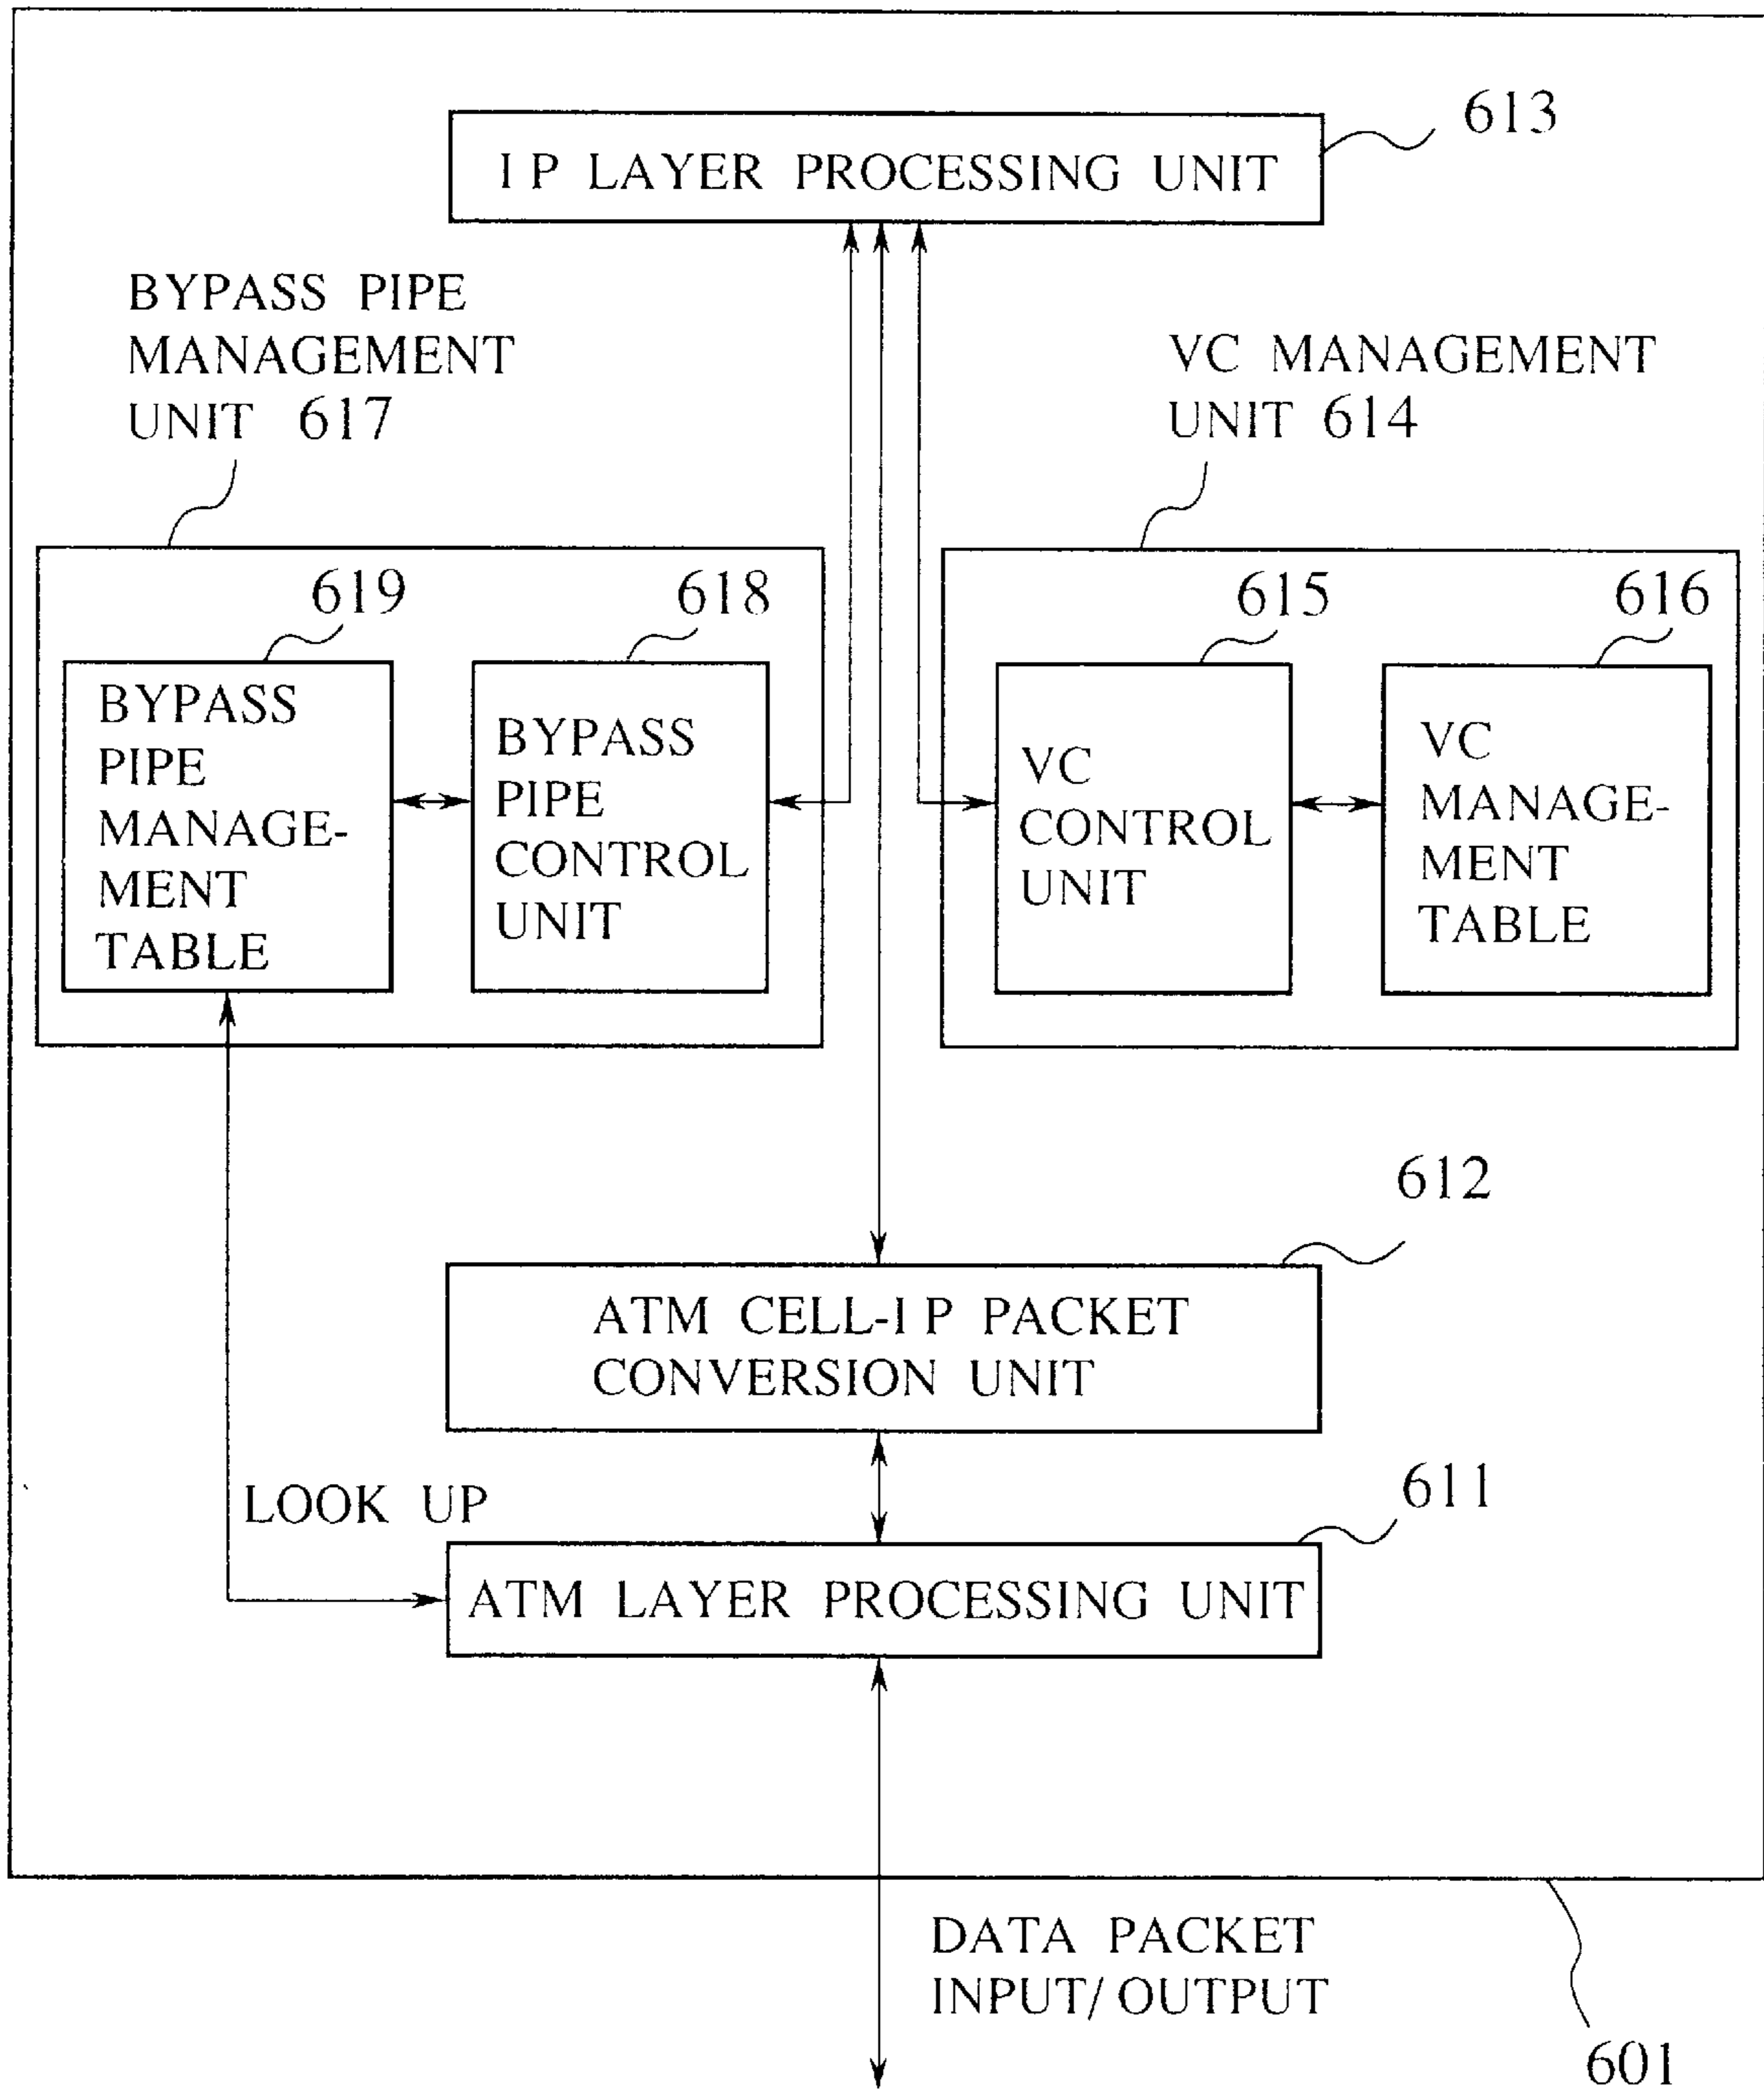 613
IP LAYER PROCESSING UNIT
BYPASS PIPE
MANAGEMENT
UNIT 617
VC MANAGEMENT
UNIT 614
619
618
615
616
BYPASS
PIPE
MANAGE-
MENT
TABLE
BYPASS
PIPE
CONTROL
UNIT
VC
CONTROL
UNIT
VC
MANAGE-
MENT
TABLE
612
ATM CELL-IP PACKET
CONVERSION UNIT
LOOK UP
611
ATM LAYER PROCESSING UNIT
DATA PACKET
INPUT/OUTPUT
601